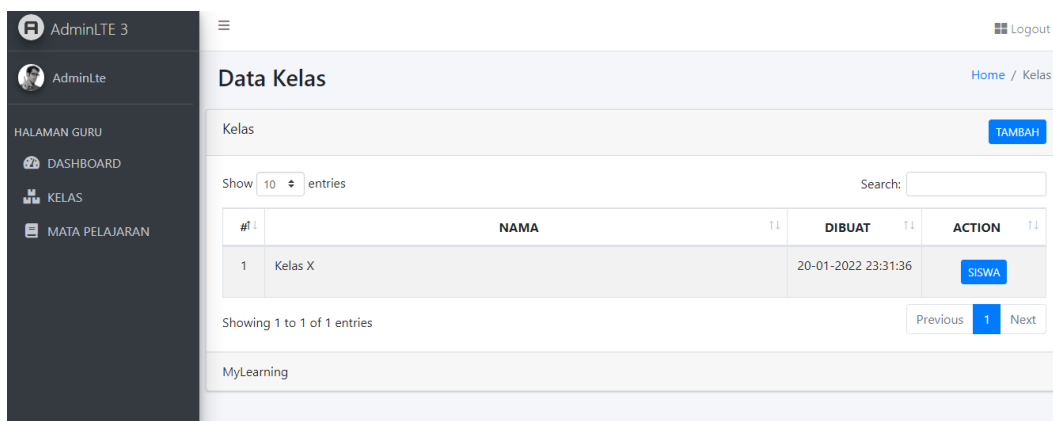 AdminLTE 3
Logout
AdminLte
Data Kelas
Home / Kelas
HALAMAN GURU
DASHBOARD
KELAS
MATA PELAJARAN
Kelas
TAMBAH
Show 10 entries
Search:
# NAMA DIBUAT ACTION
1 Kelas X 20-01-2022 23:31:36 SISWA
Showing 1 to 1 of 1 entries
Previous 1 Next
MyLearning